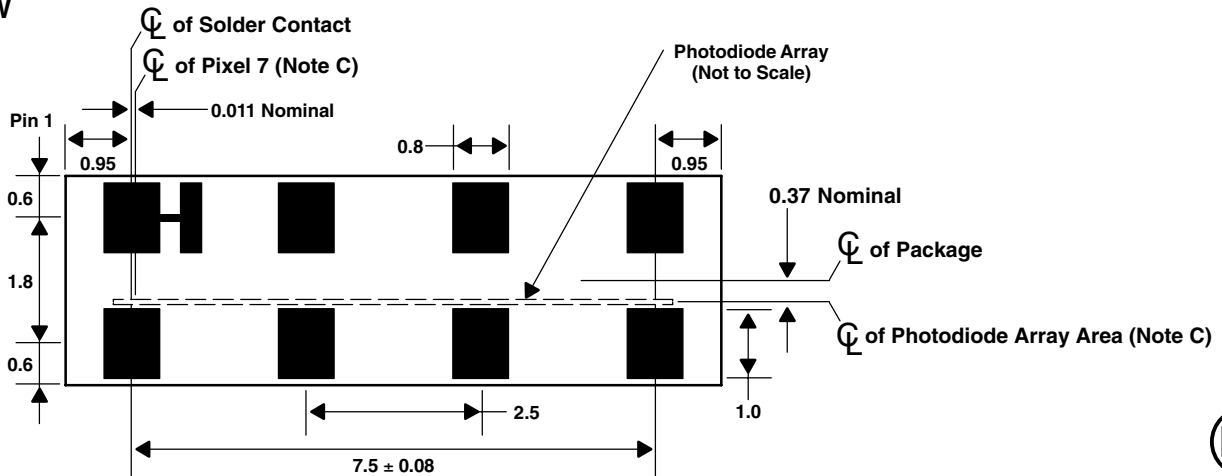 ℄ of Solder Contact
℄ of Pixel 7 (Note C)
Photodiode Array
(Not to Scale)
0.011 Nominal
Pin 1
0.95
0.8
0.95
0.6
0.37 Nominal
℄ of Package
1.8
℄ of Photodiode Array Area (Note C)
0.6
2.5
1.0
7.5 ± 0.08